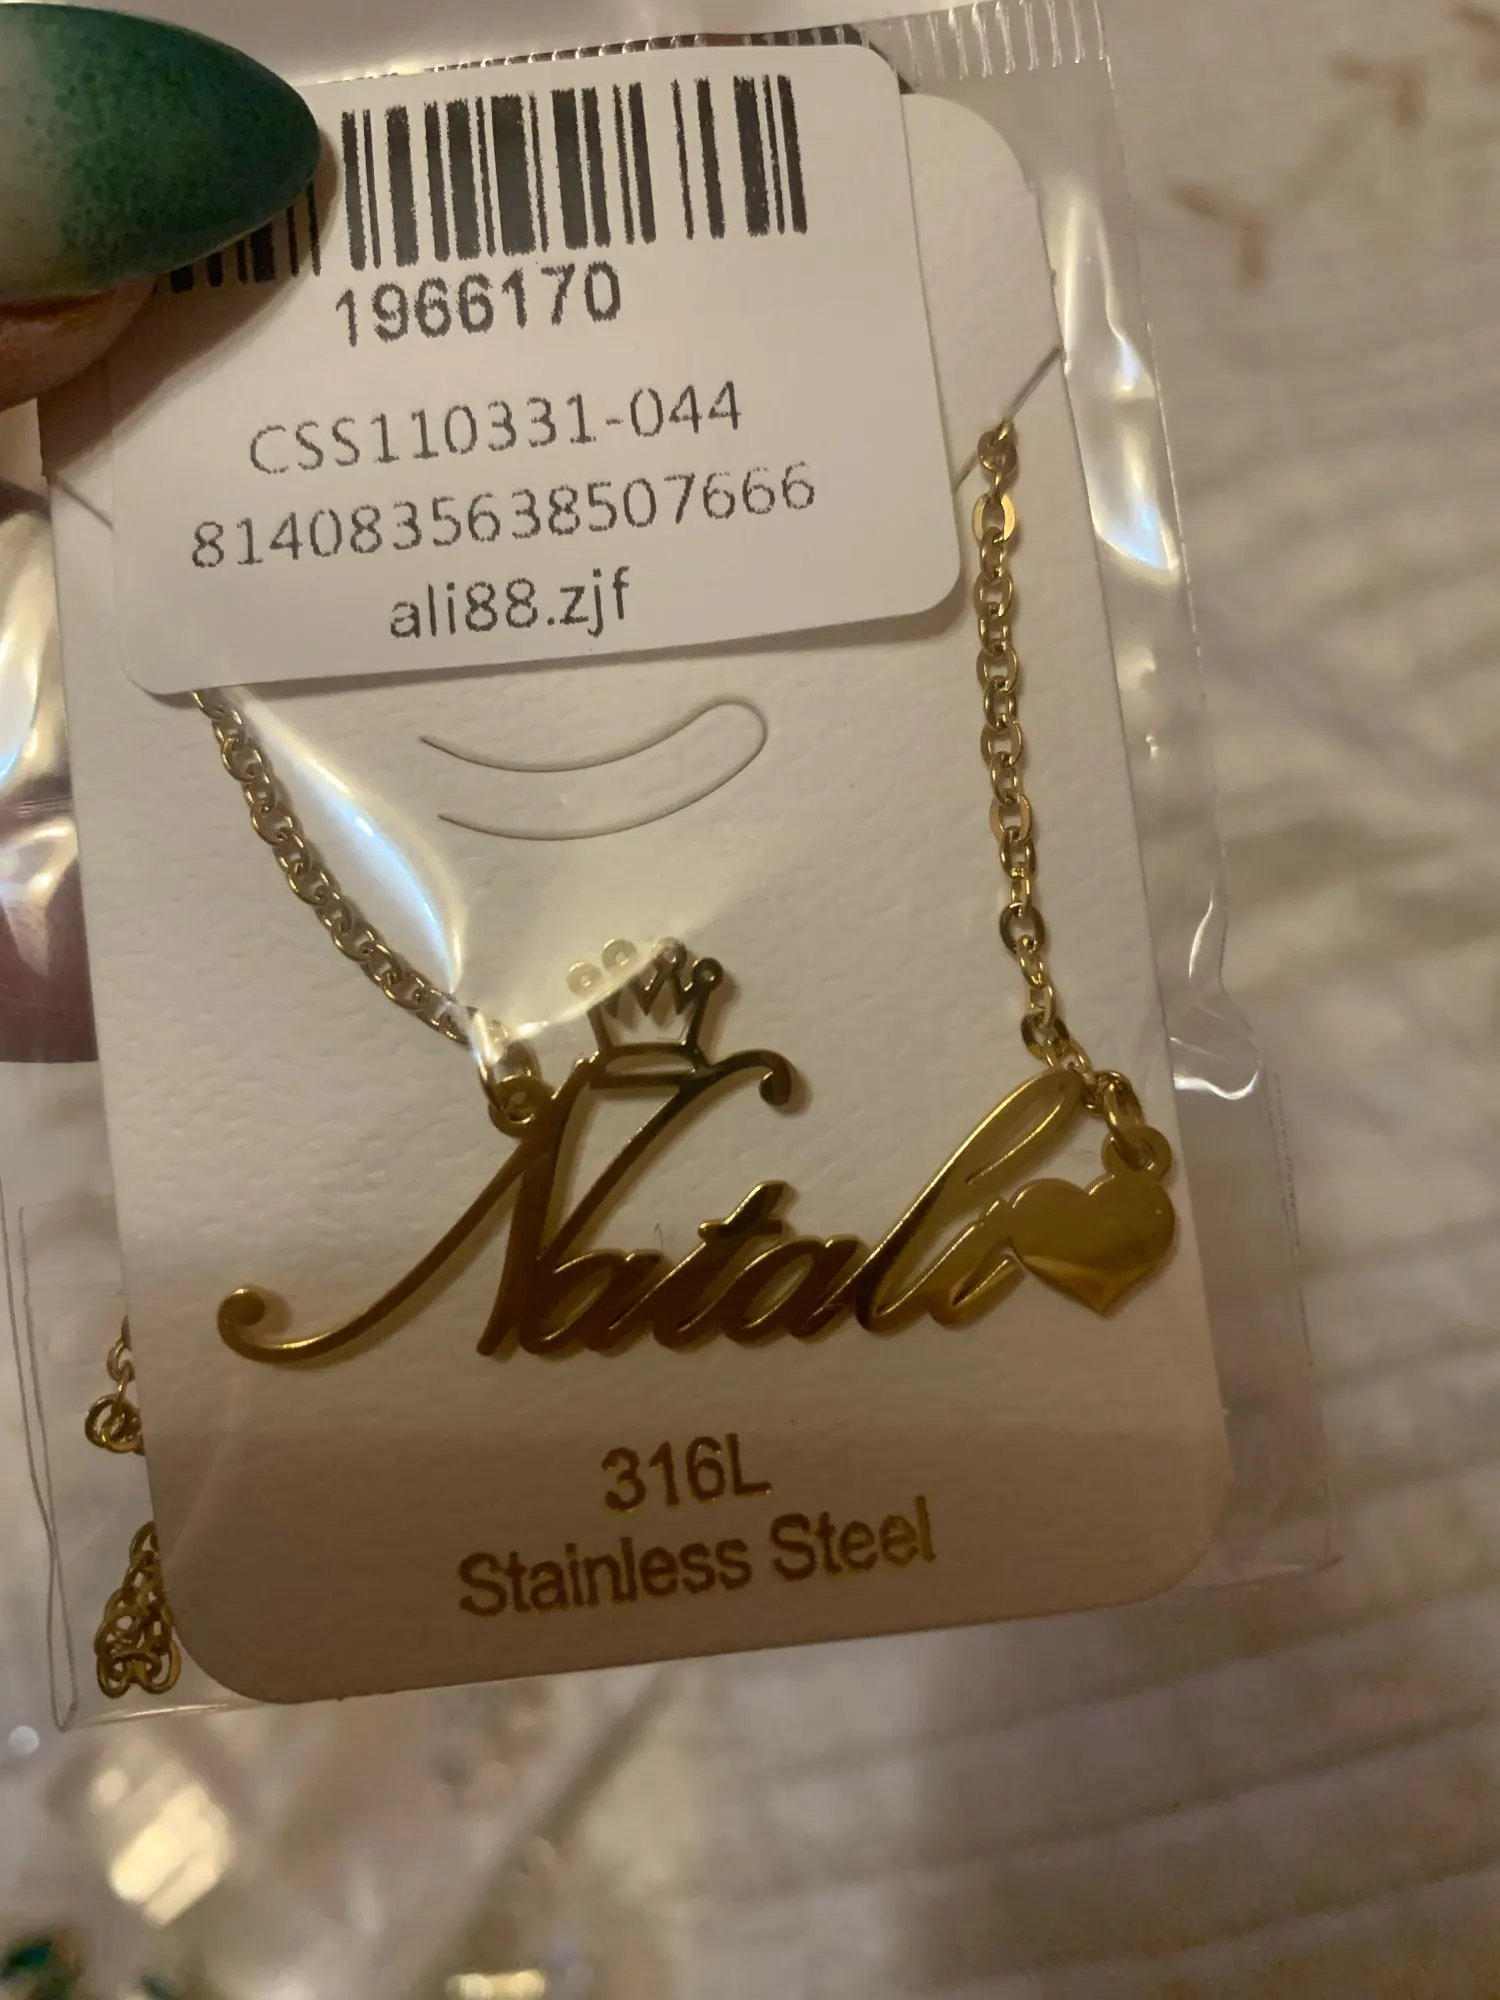 1966170
CSS110331-044
8140835638507666
ali88.zjf
Natali
316L
Stainless Steel